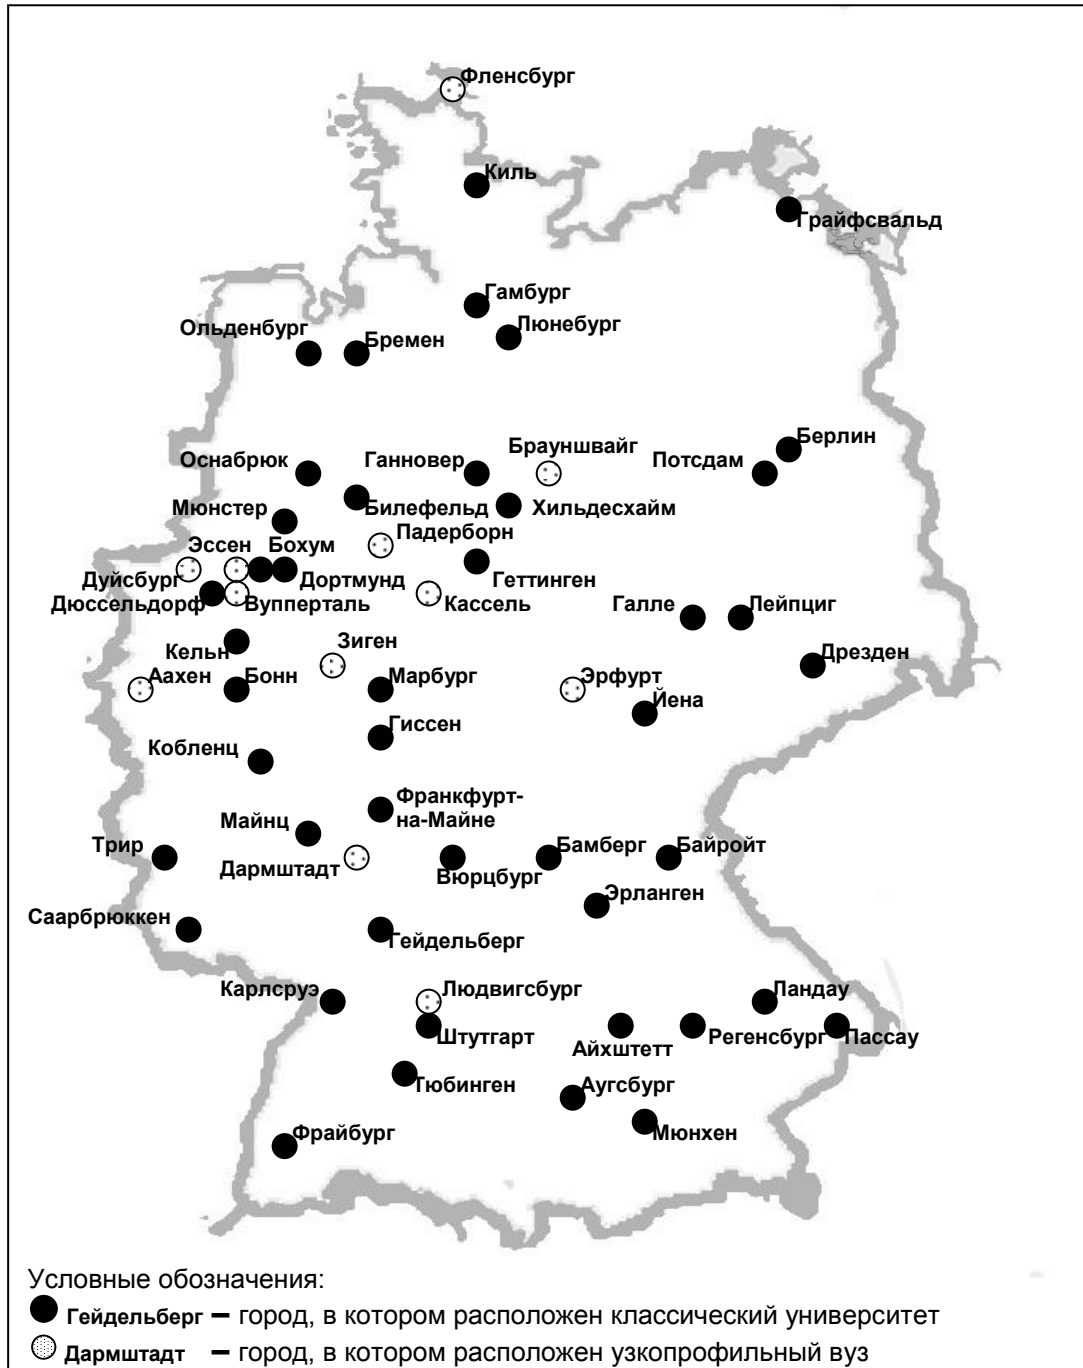 Фленсбург
Киль
Грайфсвальд
Гамбург
Люнебург
Ольденбург
Бремен
Берлин
Брауншвайг
Оснабрюк
Ганновер
Потсдам
Мюнстер
Билефельд
Хильдесхайм
Падерборн
Эссен
Бохум
Дуйсбург
Дортмунд
Геттинген
Дюссельдорф
Вупперталь
Кассель
Галле
Лейпциг
Зиген
Кельн
Дрезден
Аахен
Бонн
Марбург
Эрфурт
Йена
Гиссен
Кобленц
Франкфурт-
на-Майне
Майнц
Трир
Дармштадт
Вюрцбург
Бамберг
Байройт
Эрланген
Саарбрюккен
Гейдельберг
Карлсруэ
Людвигсбург
Ландау
Штутгарт
Айхштетт
Регенсбург
Пассау
Тюбинген
Аугсбург
Мюнхен
Фрайбург
Условные обозначения:
Гейдельберг – город, в котором расположен классический университет
Дармштадт – город, в котором расположен узкопрофильный вуз